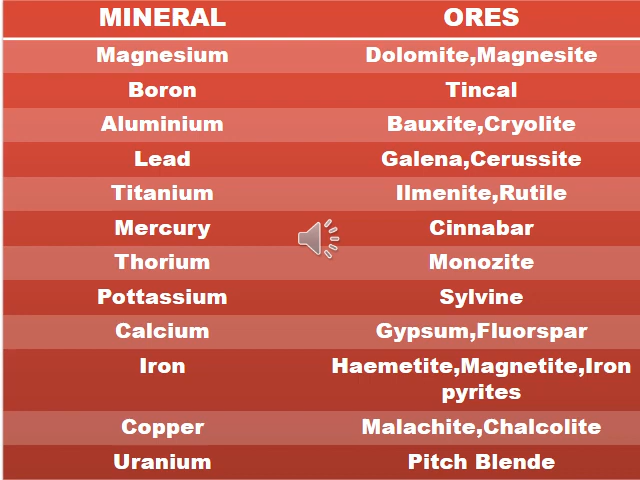 MINERAL ORES
Magnesium Dolomite,Magnesite
Boron Tincal
Aluminium Bauxite,Cryolite
Lead Galena,Cerussite
Titanium Ilmenite,Rutile
Mercury Cinnabar
Thorium Monozite
Pottassium Sylvine
Calcium Gypsum,Fluorspar
Iron Haemetite,Magnetite,Iron
pyrites
Copper Malachite,Chalcolite
Uranium Pitch Blende